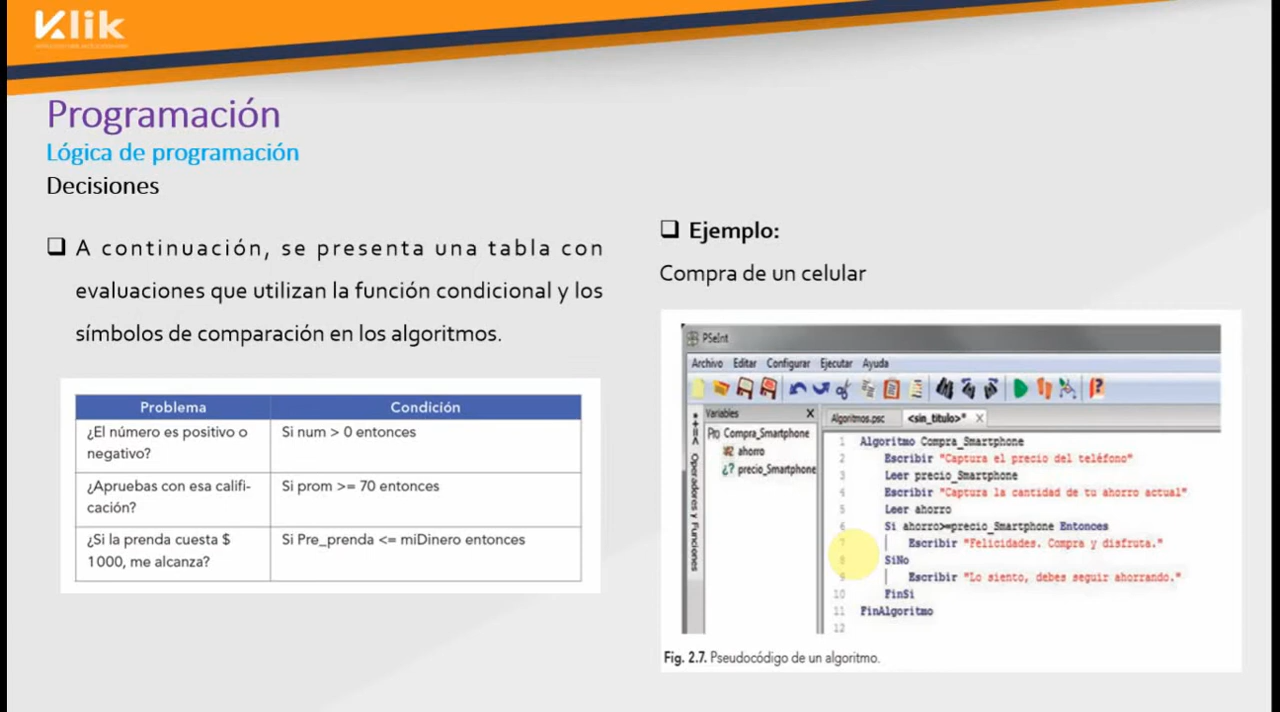 Klik
Programación
Lógica de programación
Decisiones
❑ A continuación, se presenta una tabla con
evaluaciones que utilizan la función condicional y los
símbolos de comparación en los algoritmos.
Problema Condición
¿El número es positivo o Si num > 0 entonces
negativo?
¿Apruebas con esa califi- Si prom >= 70 entonces
cación?
¿Si la prenda cuesta $ Si Pre_prenda <= miDinero entonces
1000, me alcanza?
❑ Ejemplo:
Compra de un celular
PSeInt
Archivo Editar Configurar Ejecutar Ayuda
Variables X
Compra_Smartphone
ahorro
precio_Smartphone
Operadores y Funciones
Algoritmos.psc <sin_titulo>* X
1 Algoritmo Compra_Smartphone
2 Escribir "Captura el precio del teléfono"
3 Leer precio_Smartphone
4 Escribir "Captura la cantidad de tu ahorro actual"
5 Leer ahorro
6 Si ahorro>=precio_Smartphone Entonces
7 Escribir "Felicidades. Compra y disfruta."
8 SiNo
9 Escribir "Lo siento, debes seguir ahorrando."
10 FinSi
11 FinAlgoritmo
12
Fig. 2.7. Pseudocódigo de un algoritmo.